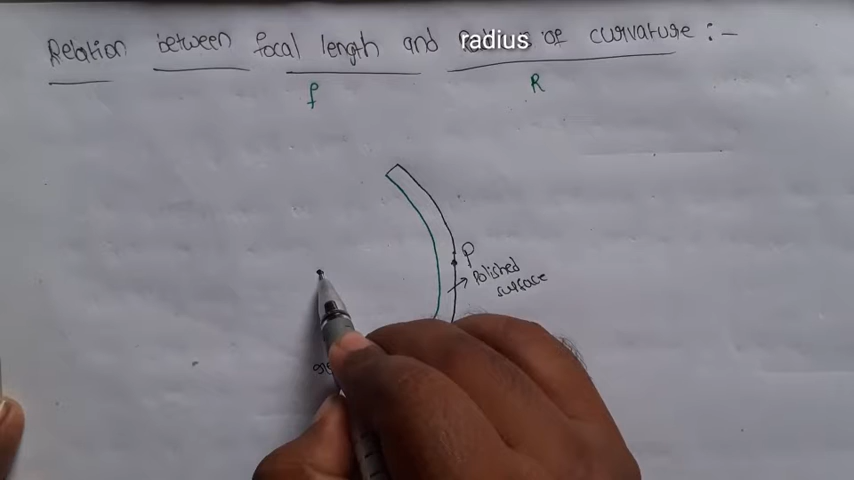 Relation between focal length and radius of curvature :-
f R
P
Polished
surface